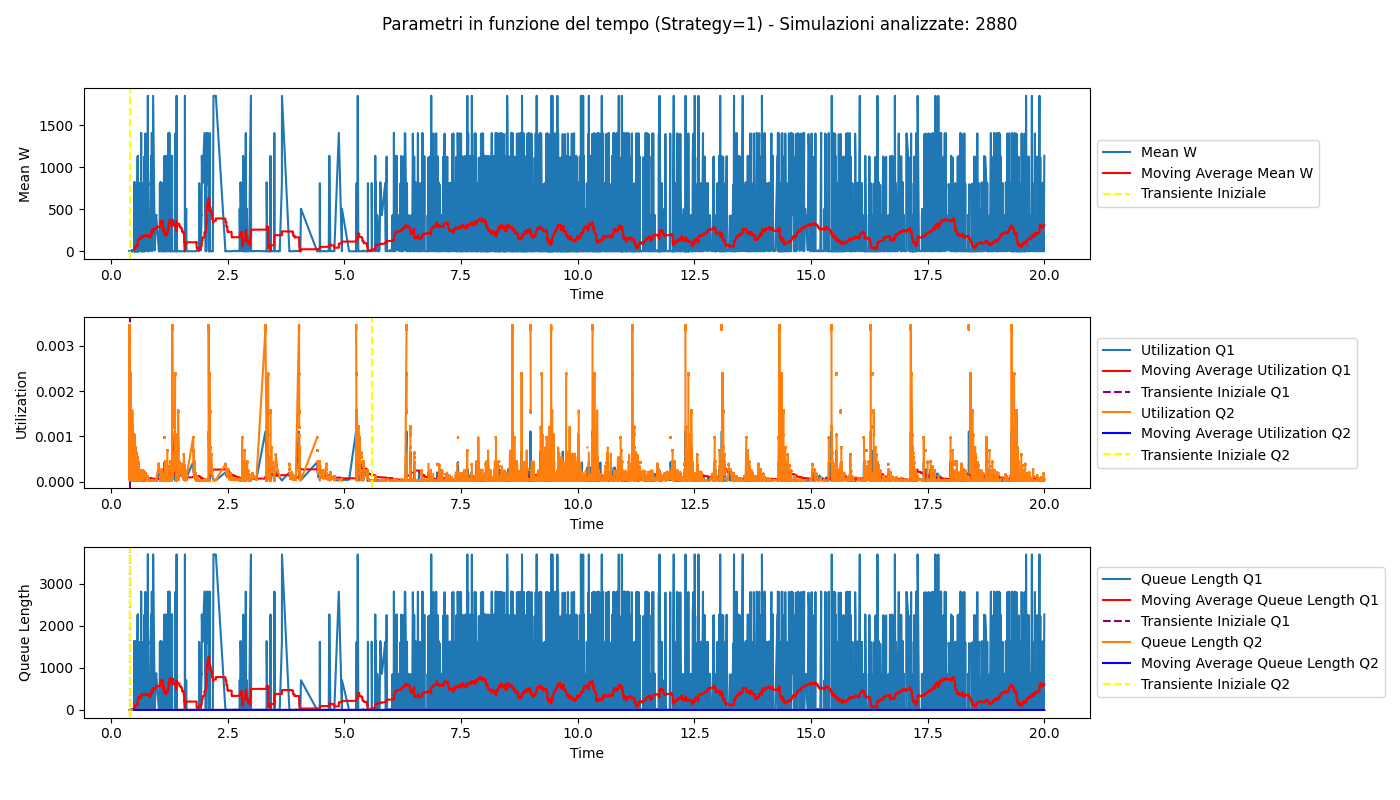 Parametri in funzione del tempo (Strategy=1) - Simulazioni analizzate: 2880
Mean W
1500
1000
500
0
0.0 2.5 5.0 7.5 10.0 12.5 15.0 17.5 20.0
Time
Mean W
Moving Average Mean W
Transiente Iniziale
Utilization
0.003
0.002
0.001
0.000
0.0 2.5 5.0 7.5 10.0 12.5 15.0 17.5 20.0
Time
Utilization Q1
Moving Average Utilization Q1
Transiente Iniziale Q1
Utilization Q2
Moving Average Utilization Q2
Transiente Iniziale Q2
Queue Length
3000
2000
1000
0
0.0 2.5 5.0 7.5 10.0 12.5 15.0 17.5 20.0
Time
Queue Length Q1
Moving Average Queue Length Q1
Transiente Iniziale Q1
Queue Length Q2
Moving Average Queue Length Q2
Transiente Iniziale Q2